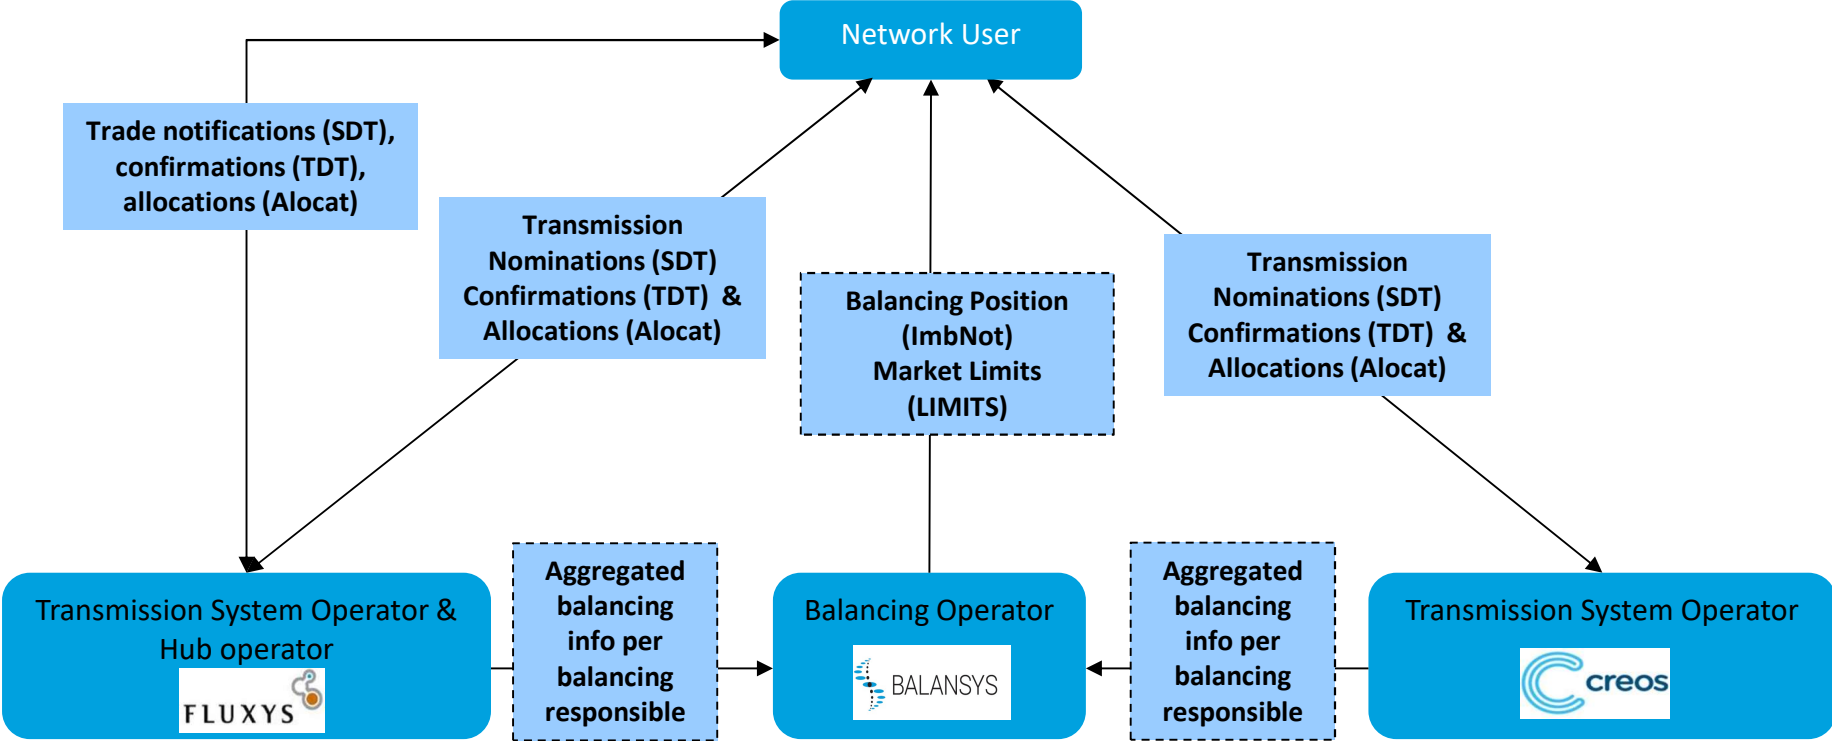 Network User
Trade notifications (SDT),
confirmations (TDT),
allocations (Alocat)
Transmission
Nominations (SDT)
Confirmations (TDT) &
Allocations (Alocat)
Balancing Position
(ImbNot)
Market Limits
(LIMITS)
Transmission
Nominations (SDT)
Confirmations (TDT) &
Allocations (Alocat)
Transmission System Operator &
Hub operator
FLUXYS
Aggregated
balancing
info per
balancing
responsible
Balancing Operator
BALANSYS
Aggregated
balancing
info per
balancing
responsible
Transmission System Operator
creos